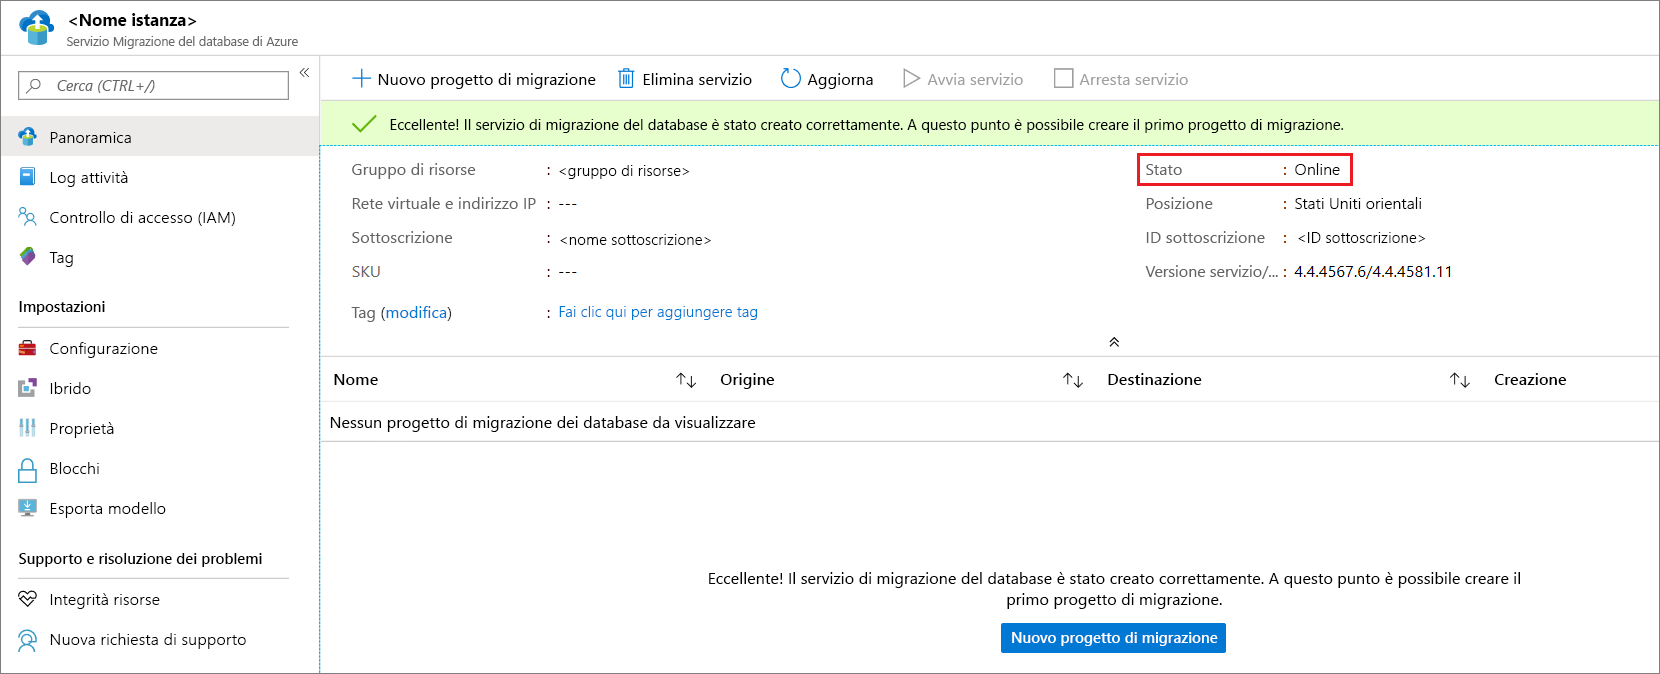 <Nome istanza>
Servizio Migrazione del database di Azure
Cerca (CTRL+/)
Panoramica
Log attività
Controllo di accesso (IAM)
Tag
Impostazioni
Configurazione
Ibrido
Proprietà
Blocchi
Esporta modello
Supporto e risoluzione dei problemi
Integrità risorse
Nuova richiesta di supporto
Nuovo progetto di migrazione Elimina servizio Aggiorna Avvia servizio Arresta servizio
Eccellente! Il servizio di migrazione del database è stato creato correttamente. A questo punto è possibile creare il primo progetto di migrazione.
Gruppo di risorse : <gruppo di risorse>
Rete virtuale e indirizzo IP : ---
Sottoscrizione : <nome sottoscrizione>
SKU : ---
Tag (modifica) : Fai clic qui per aggiungere tag
Stato : Online
Posizione : Stati Uniti orientali
ID sottoscrizione : <ID sottoscrizione>
Versione servizio/... : 4.4.4567.6/4.4.4581.11
Nome Origine Destinazione Creazione
Nessun progetto di migrazione dei database da visualizzare
Eccellente! Il servizio di migrazione del database è stato creato correttamente. A questo punto è possibile creare il
primo progetto di migrazione.
Nuovo progetto di migrazione